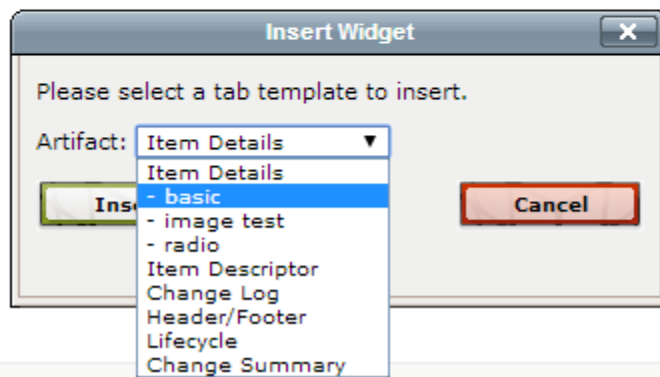 Insert Widget
Please select a tab template to insert.
Artifact: Item Details
Item Details
- basic
- image test
- radio
Item Descriptor
Change Log
Header/Footer
Lifecycle
Change Summary
Cancel